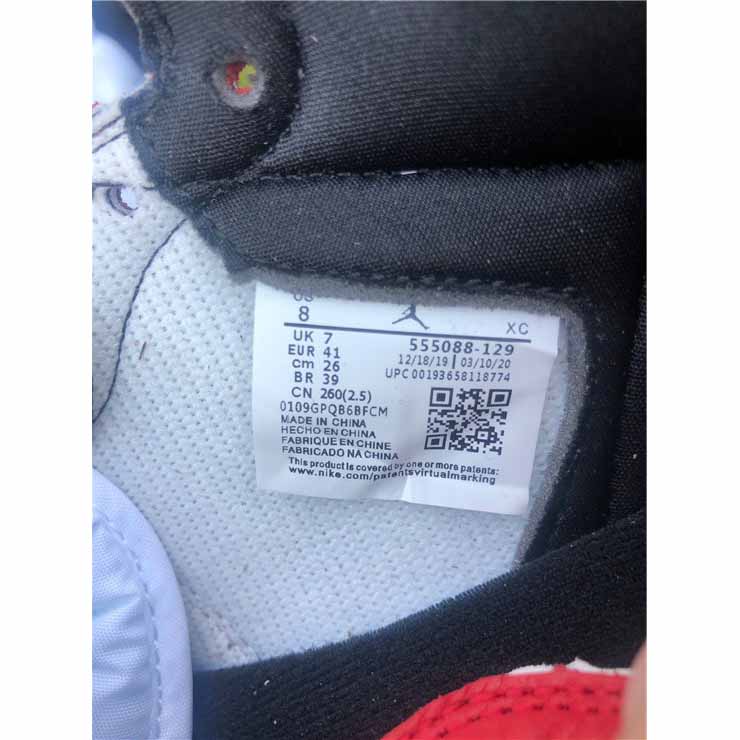 US
8
XC
UK 7
EUR 41
cm 26
BR 39
CN 260(2.5)
555088-129
12/18/19 | 03/10/20
UPC 00193658118774
0109GPQB6BFCM
MADE IN CHINA
HECHO EN CHINA
FABRIQUE EN CHINE
FABRICADO NA CHINA
This product is covered by one or more patents:
www.nike.com/patentsvirtualmarking